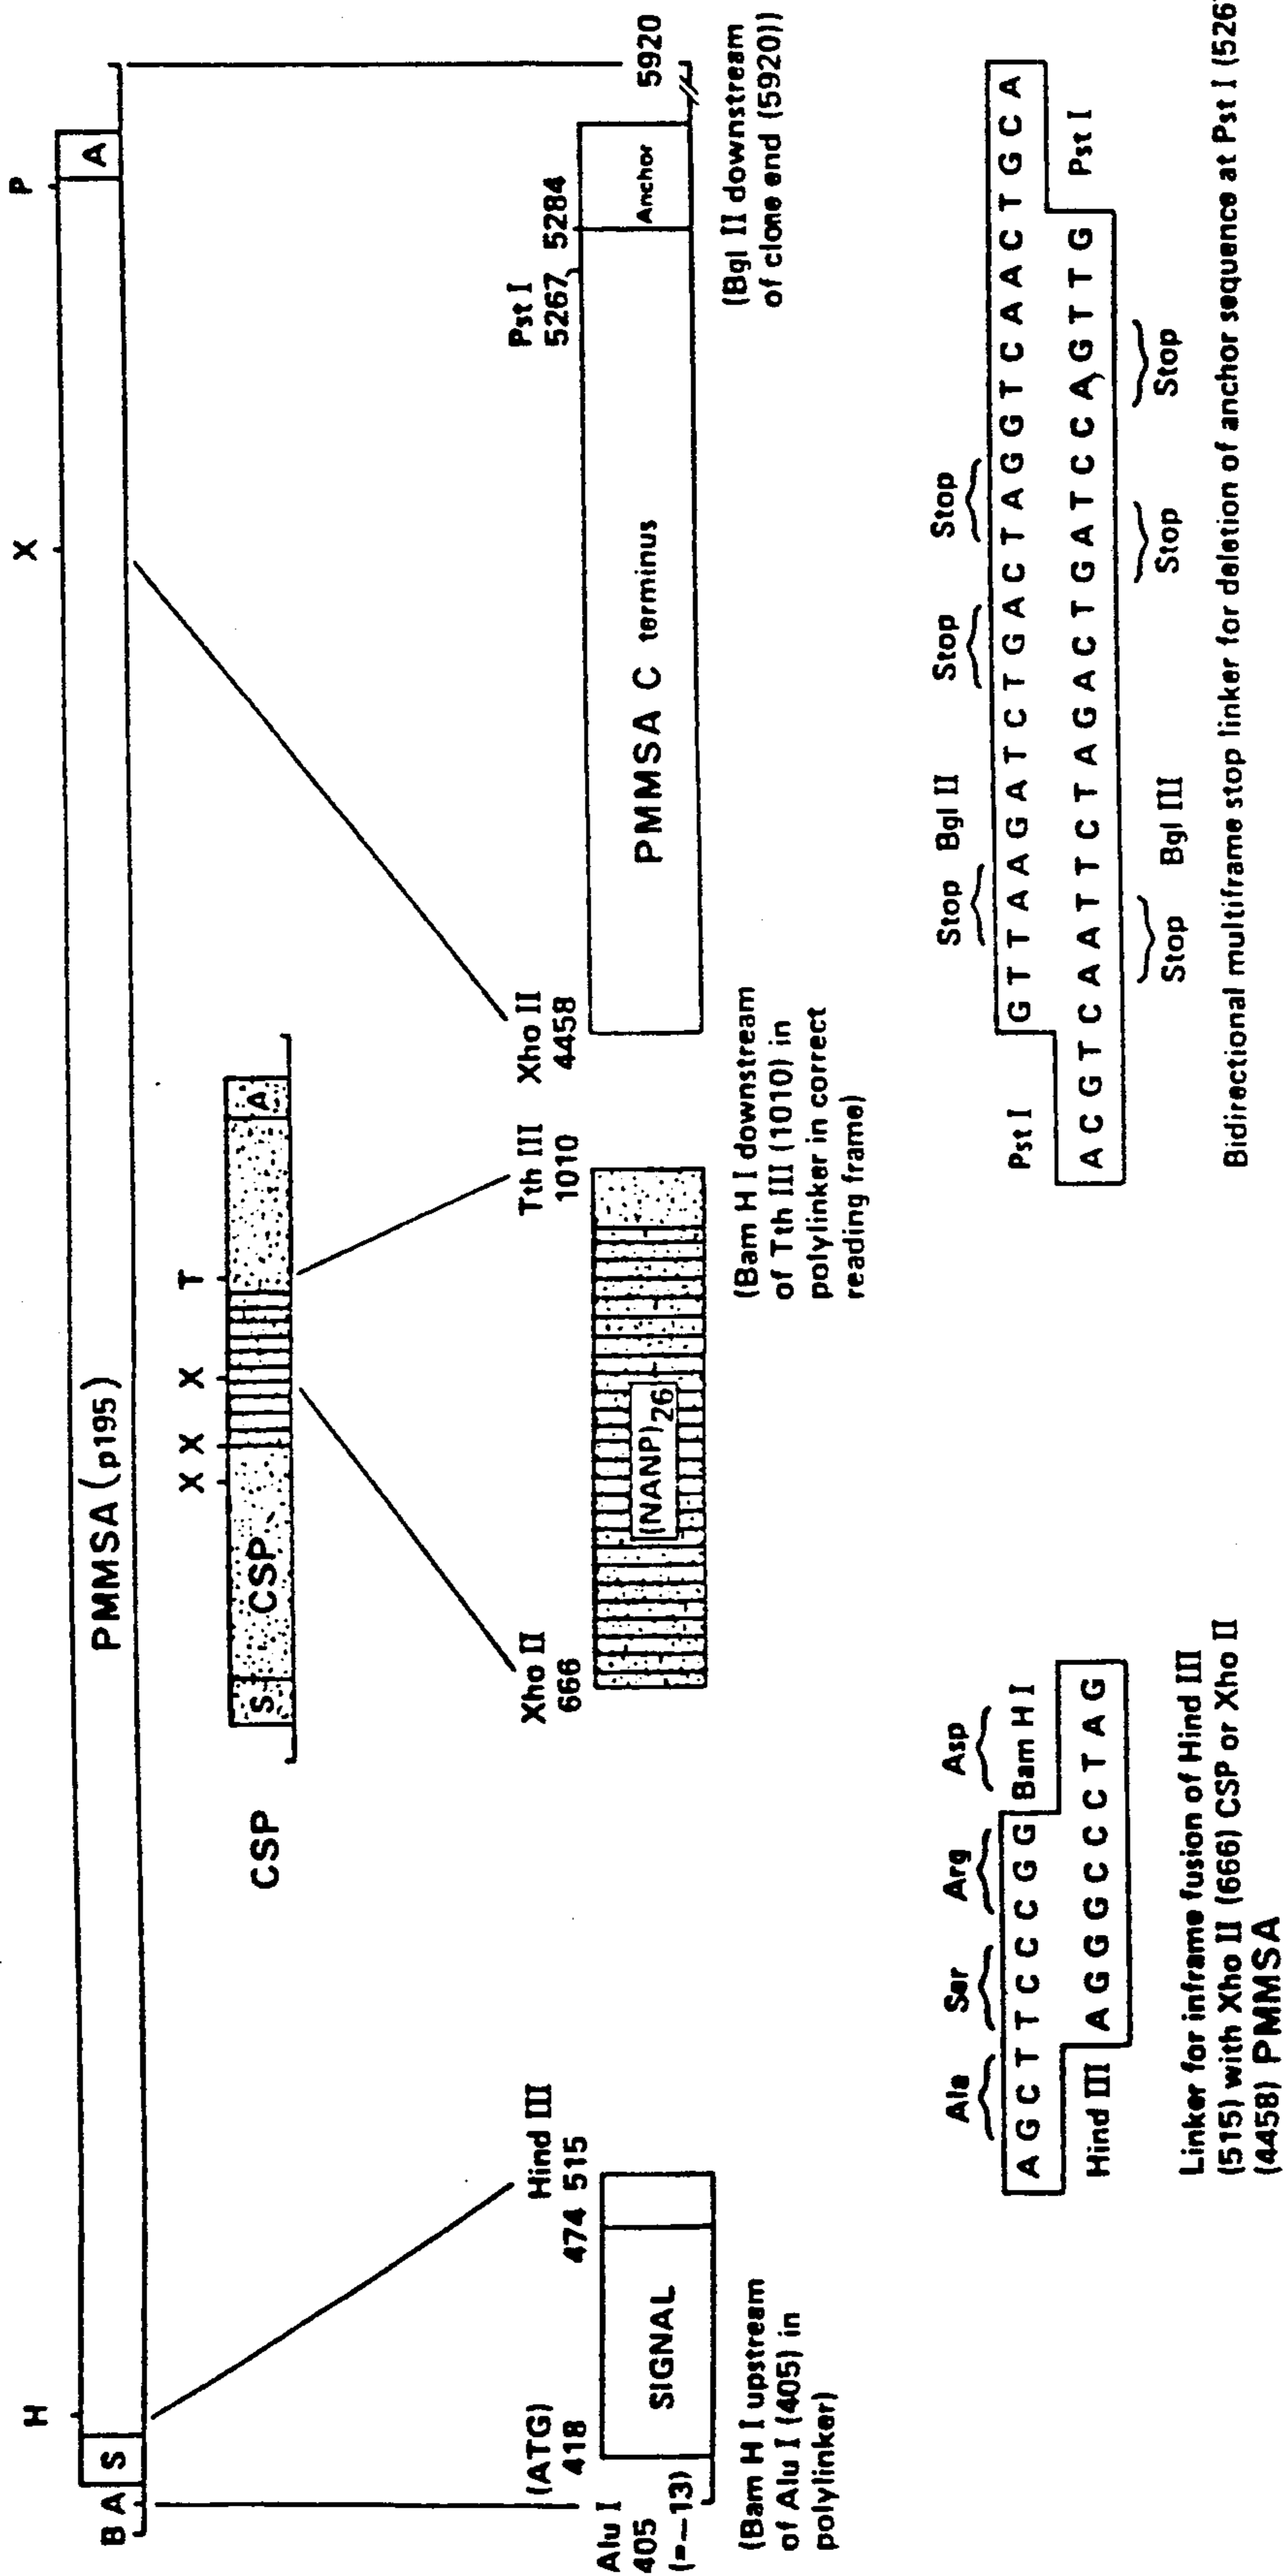 H
X
P
B A
S
PMMSA (p195)
A
X X X T
CSP
S
CSP
A
Alu I
405
(=-13)
(ATG)
418
474
Hind III
515
SIGNAL
(Bam H I upstream
of Alu I (405) in
polylinker)
Xho II
666
Tth III
1010
(NANP)26
(Bam H I downstream
of Tth III (1010) in
polylinker in correct
reading frame)
Xho II
4458
Pst I
5267
5284
5920
PMMSA C terminus
Anchor
(Bgl II downstream
of clone end (5920))
Ala Ser Arg Asp
A G C T T C C C G G Bam H I
Hind III A G G G C C C T A G
Linker for inframe fusion of Hind III
(515) with Xho II (666) CSP or Xho II
(4458) PMMSA
Stop Bgl II Stop Stop
Pst I G T T A A G A T C T G A C T A G G T C A A C T G C A
A C G T C A A T T C T A G A C T G A T C C A G T T G Pst I
Stop Bgl III Stop Stop
Bidirectional multiframe stop linker for deletion of anchor sequence at Pst I (526